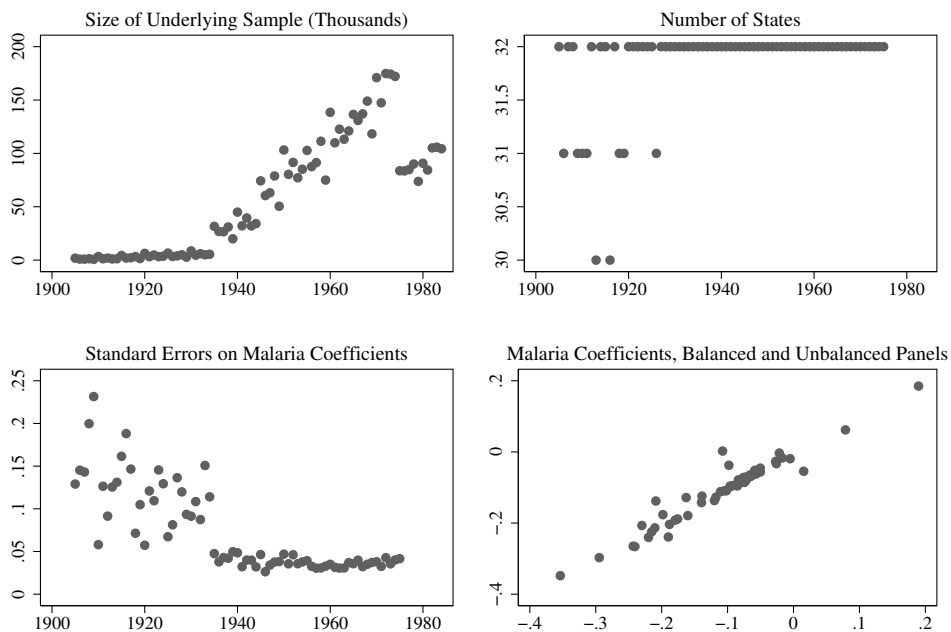 Size of Underlying Sample (Thousands)
200
150
100
50
0
1900 1920 1940 1960 1980
Number of States
32
31.5
31
30.5
30
1900 1920 1940 1960 1980
Standard Errors on Malaria Coefficients
.25
.2
.15
.1
.05
0
1900 1920 1940 1960 1980
Malaria Coefficients, Balanced and Unbalanced Panels
.2
0
−.2
−.4
−.4 −.3 −.2 −.1 0 .1 .2